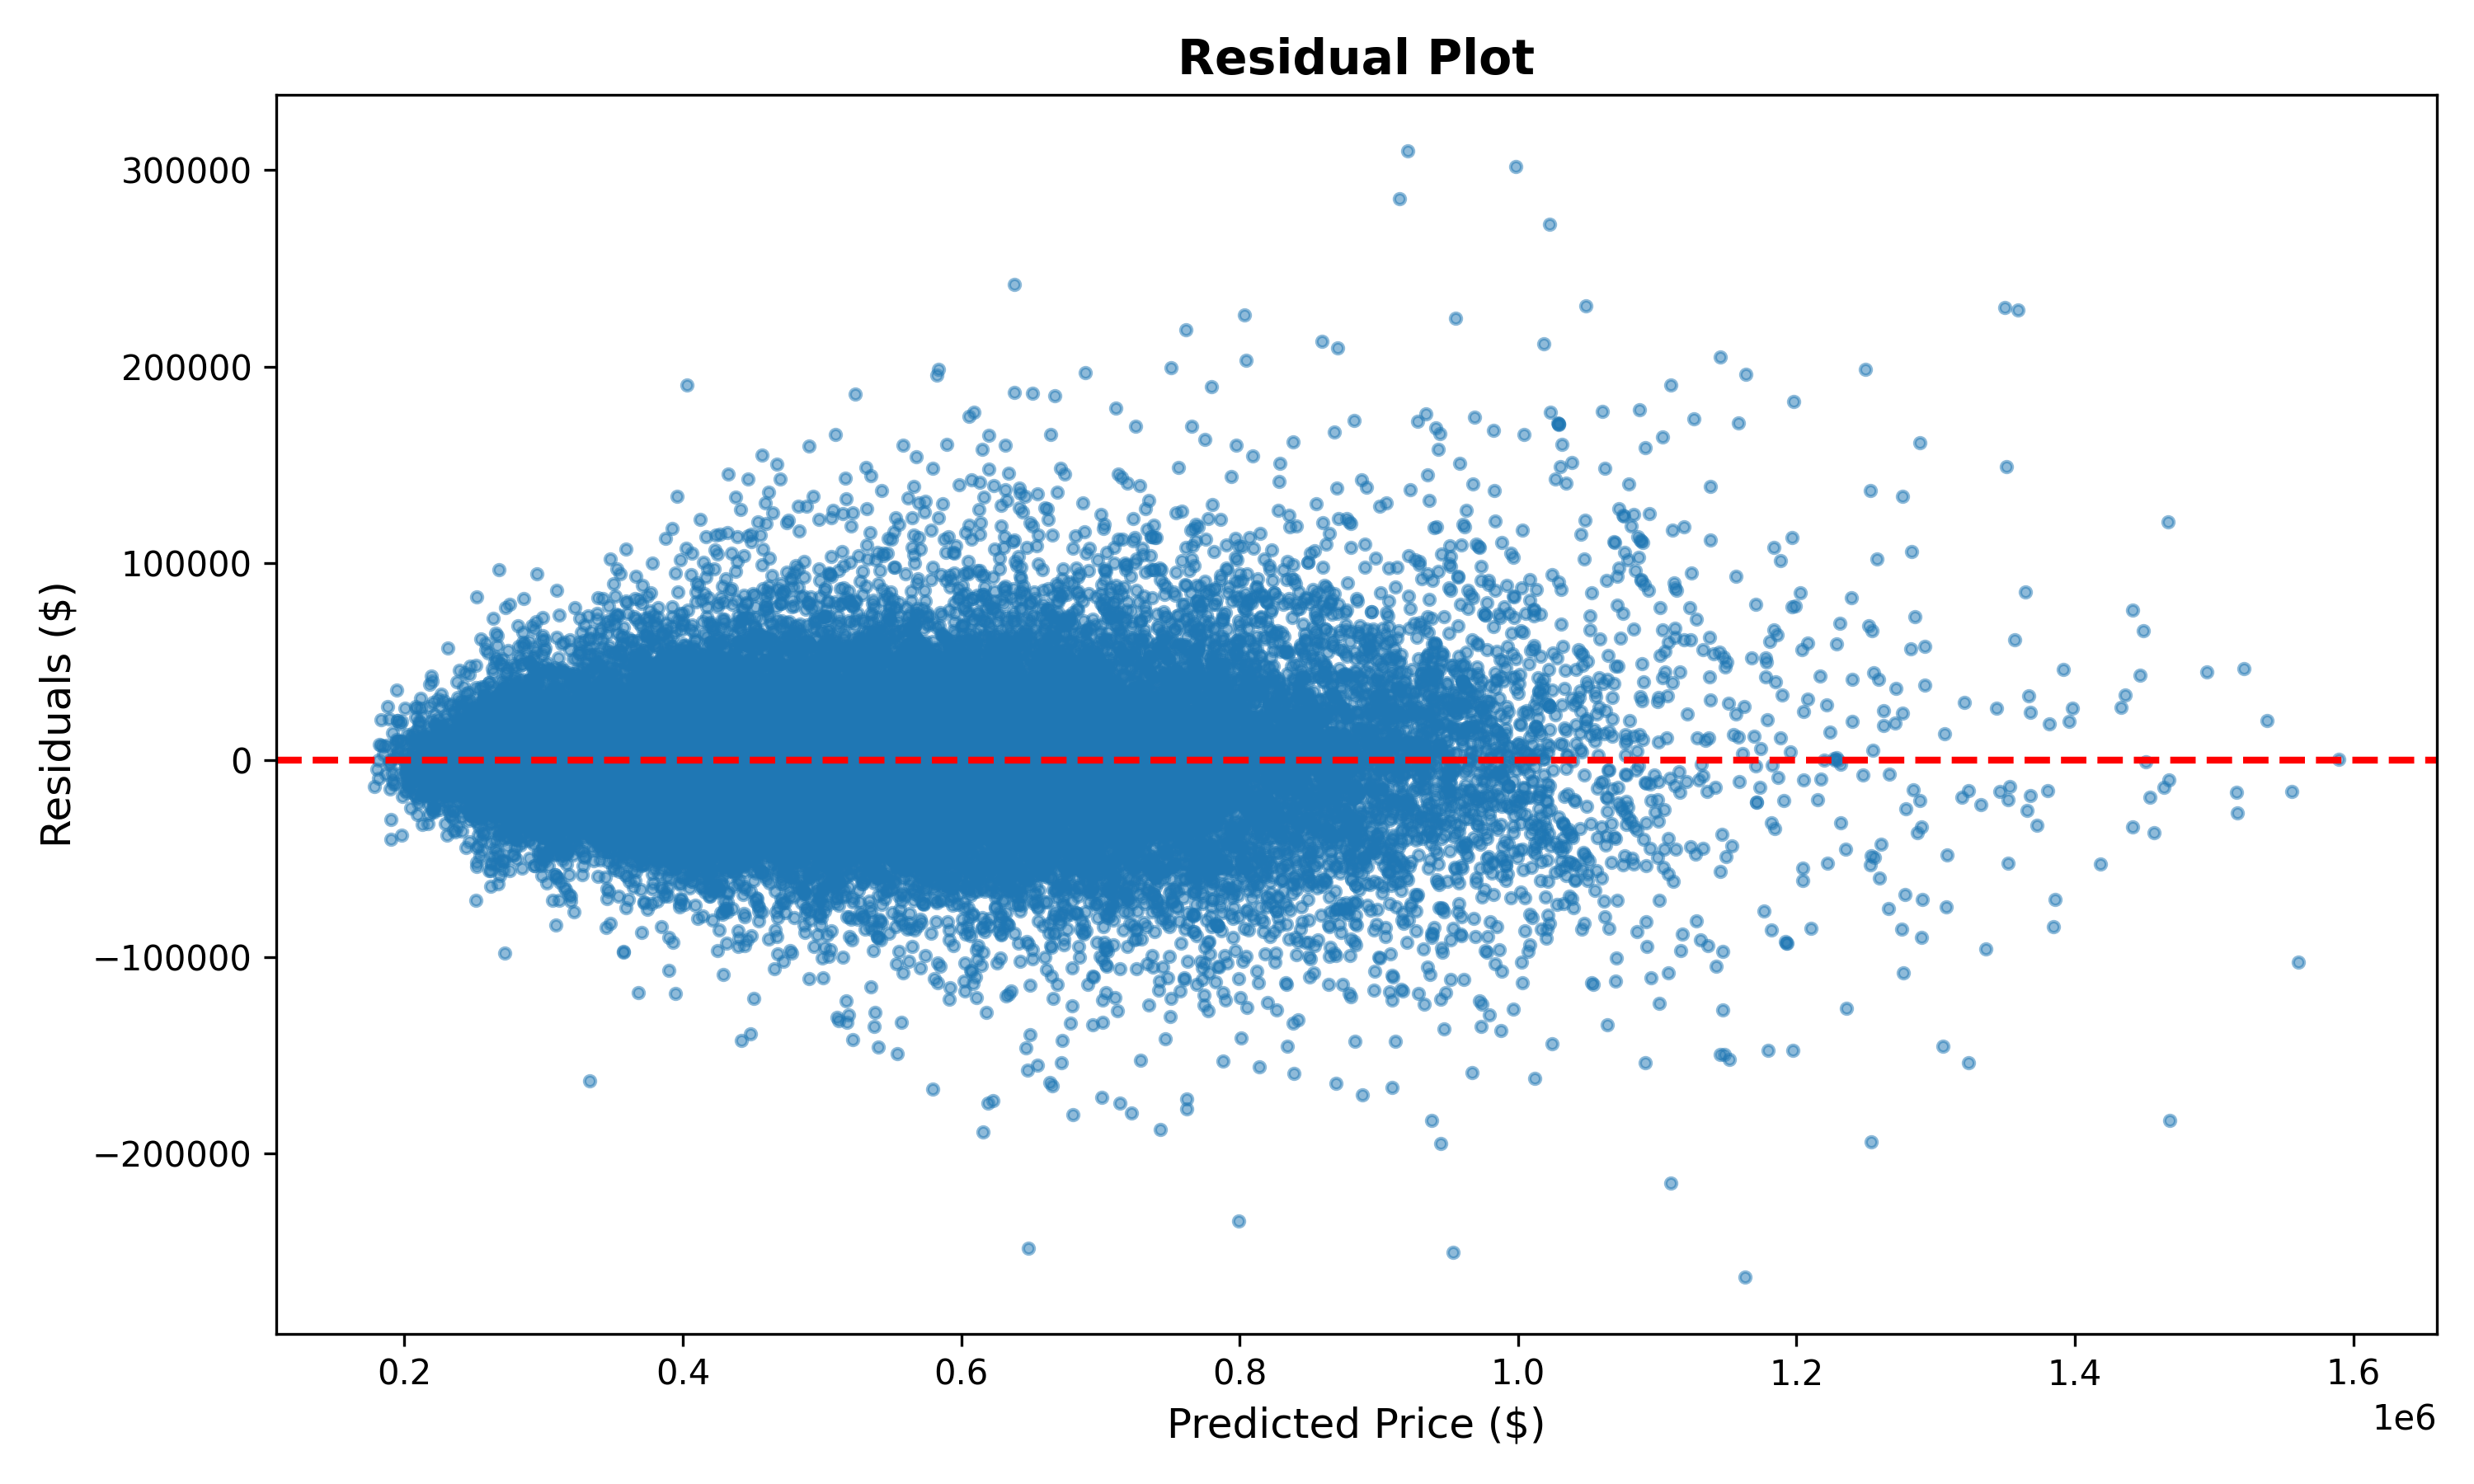 Residual Plot
Residuals ($)
300000
200000
100000
0
−100000
−200000
0.2 0.4 0.6 0.8 1.0 1.2 1.4 1.6
1e6
Predicted Price ($)